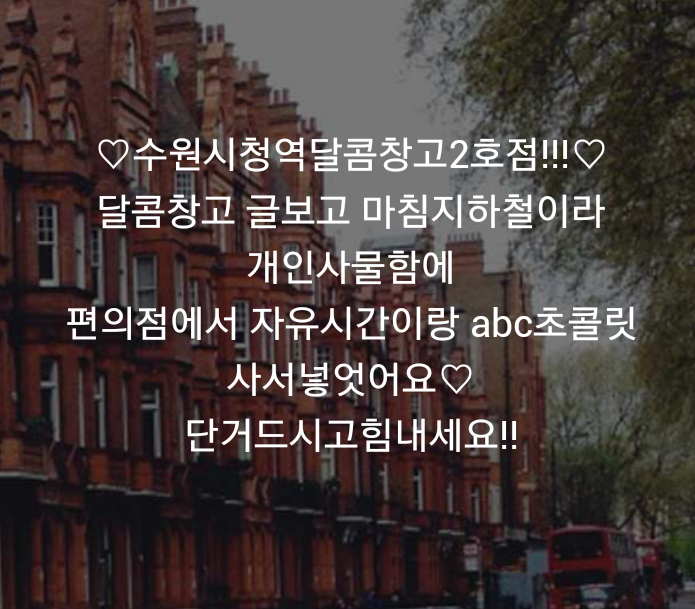 ♡수원시청역달콤창고2호점!!!♡
달콤창고 글보고 마침지하철이라
개인사물함에
편의점에서 자유시간이랑 abc초콜릿
사서넣엇어요♡
단거드시고힘내세요!!